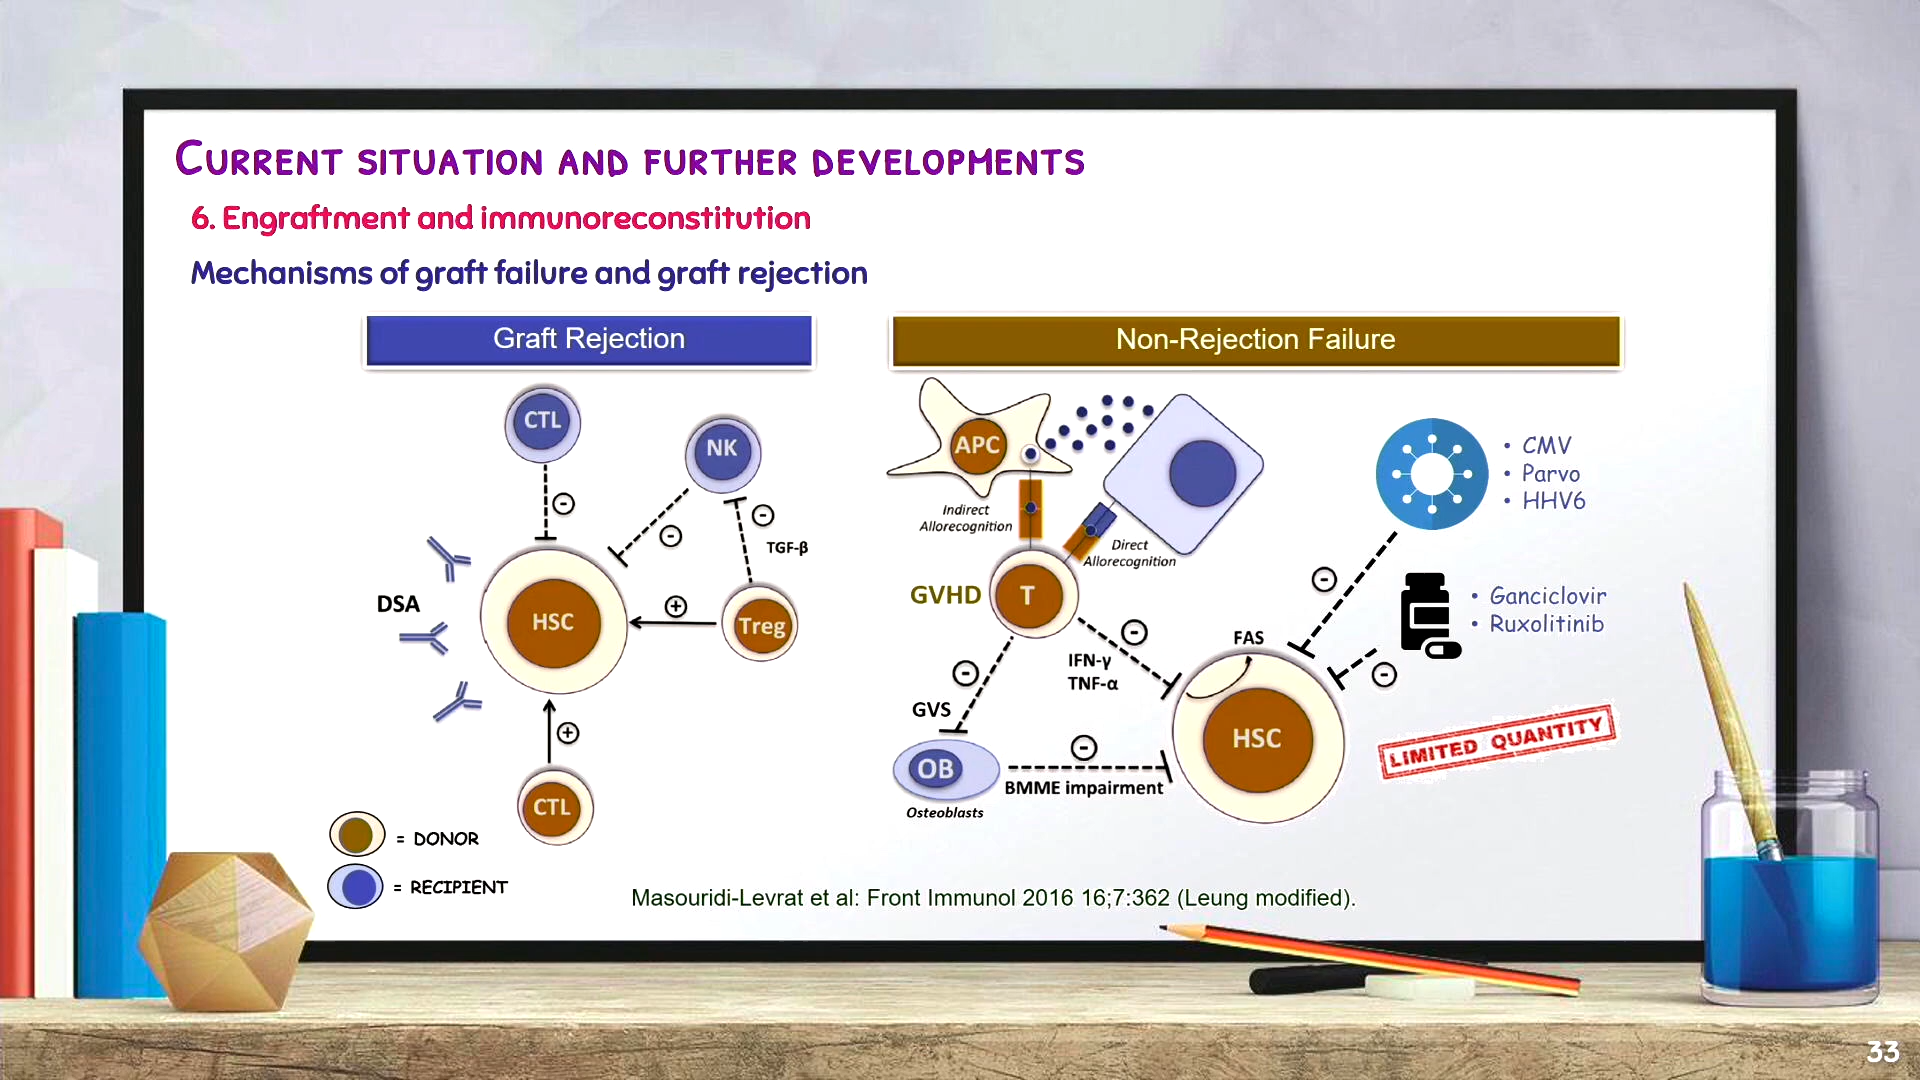 CURRENT SITUATION AND FURTHER DEVELOPMENTS
6. Engraftment and immunoreconstitution
Mechanisms of graft failure and graft rejection
Graft Rejection
CTL
NK
TGF-β
DSA
HSC
Treg
CTL
= DONOR
= RECIPIENT
Non-Rejection Failure
APC
Indirect
Allorecognition
Direct
Allorecognition
GVHD
T
IFN-γ
TNF-α
FAS
GVS
OB
Osteoblasts
BMME impairment
HSC
• CMV
• Parvo
• HHV6
• Ganciclovir
• Ruxolitinib
LIMITED QUANTITY
Masouridi-Levrat et al: Front Immunol 2016 16;7:362 (Leung modified).
33